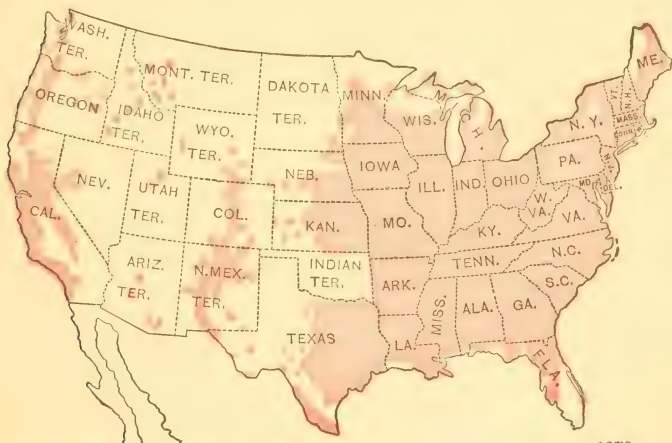 WASH. TER.
MONT. TER.
DAKOTA TER.
MINN.
WIS.
MICH.
ME.
VT.
N.H.
MASS.
CONN.
N.Y.
OREGON
IDAHO TER.
WYO. TER.
NEB.
IOWA
ILL.
IND.
OHIO
PA.
N.J.
MD.
DEL.
W. VA.
VA.
NEV.
UTAH TER.
COL.
KAN.
MO.
KY.
CAL.
ARIZ. TER.
N.MEX. TER.
INDIAN TER.
ARK.
TENN.
N.C.
S.C.
TEXAS
LA.
MISS.
ALA.
GA.
FLA.